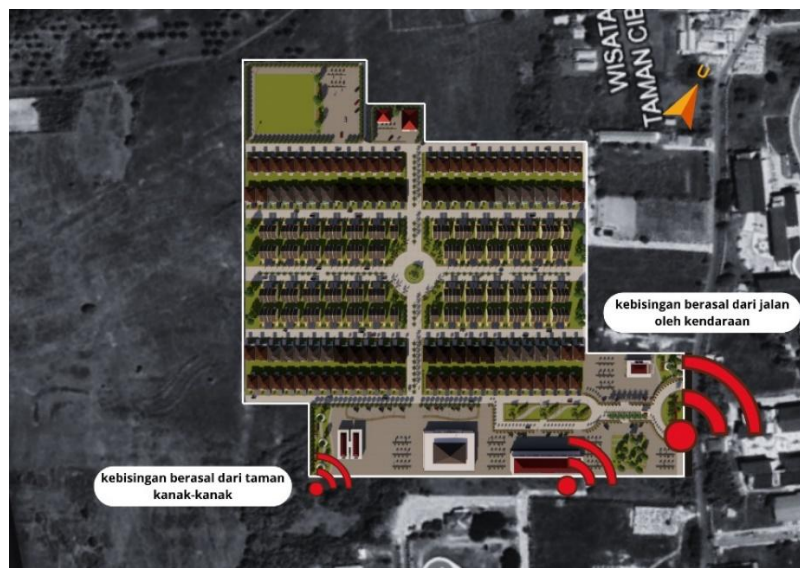 WISATA
TAMAN CIB
U
kebisingan berasal dari jalan
oleh kendaraan
kebisingan berasal dari taman
kanak-kanak